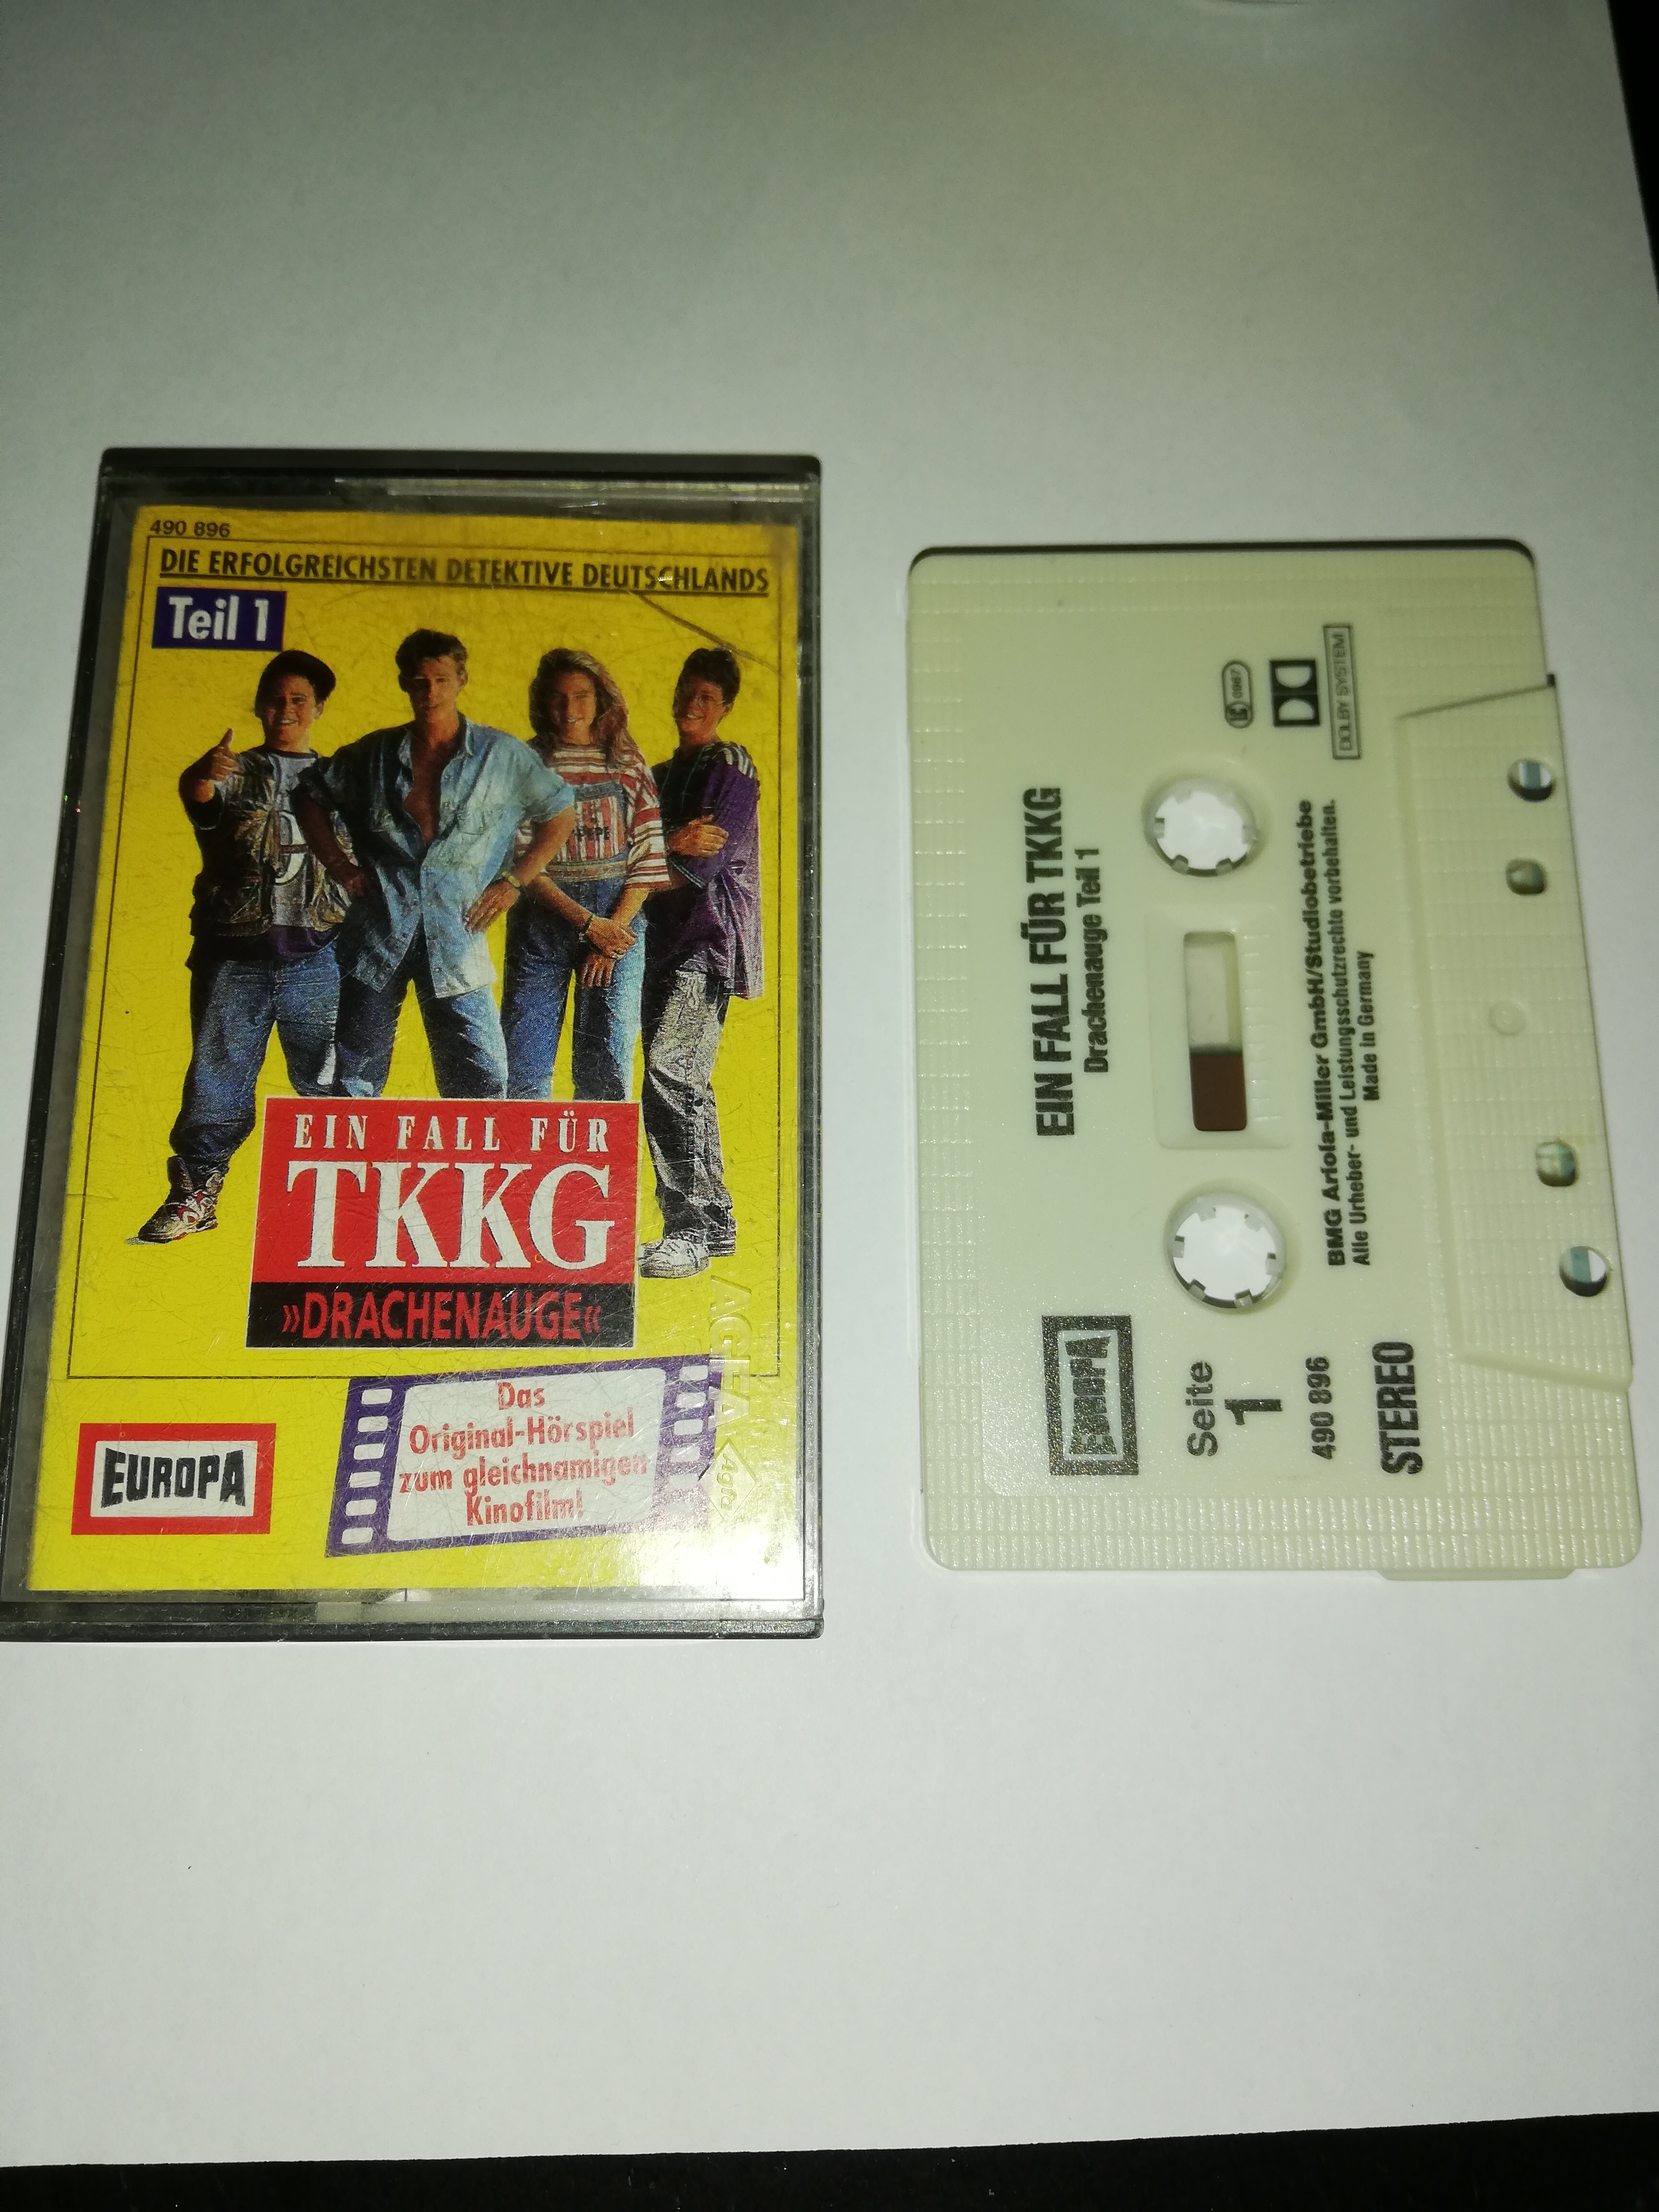 490 896
DIE ERFOLGREICHSTEN DETEKTIVE DEUTSCHLANDS
Teil 1
EIN FALL FÜR
TKKG
»DRACHENAUGE«
Das
Original-Hörspiel
zum gleichnamigen
Kinofilm!
EUROPA
AGFA
Agfa
EIN FALL FÜR TKKG
Drachenauge Teil 1
EUROPA
Seite
1
490 896
STEREO
0067
DOLBY SYSTEM
BMG Ariola-Miller GmbH/Studiobetriebe
Alle Urheber- und Leistungsschutzrechte vorbehalten.
Made in Germany